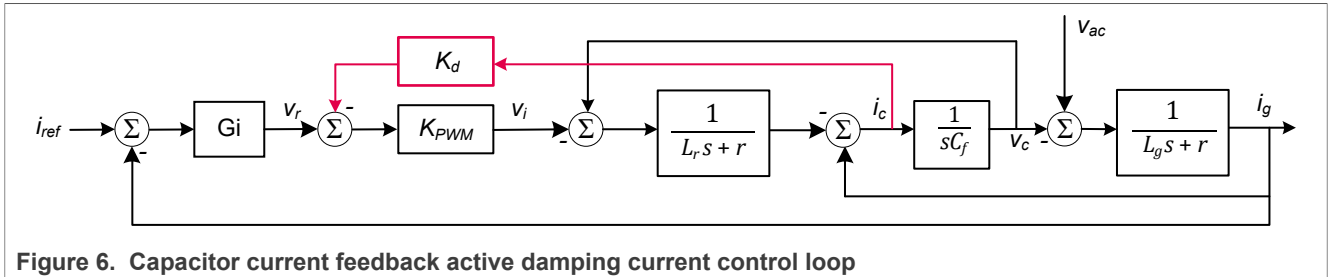 v_ac
K_d
i_ref
Σ
-
Gi
v_r
Σ
-
K_PWM
v_i
Σ
-
1
L_r s + r
Σ
-
i_c
1
sC_f
v_c
Σ
-
1
L_g s + r
i_g
Figure 6. Capacitor current feedback active damping current control loop